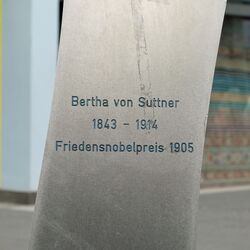 Bertha von Suttner
1843 - 1914
Friedensnobelpreis 1905